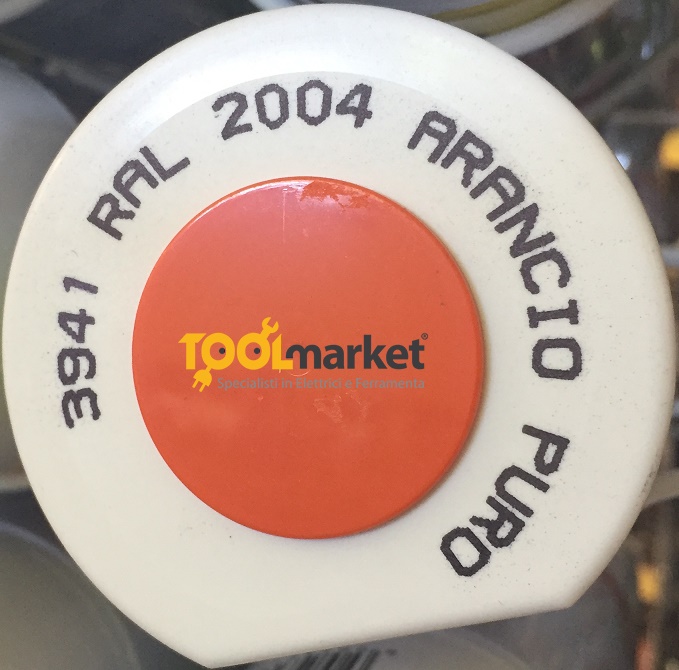 3941 RAL 2004 ARANCIO PURO
TOOLmarket®
Specialisti in Elettrici e Ferramenta